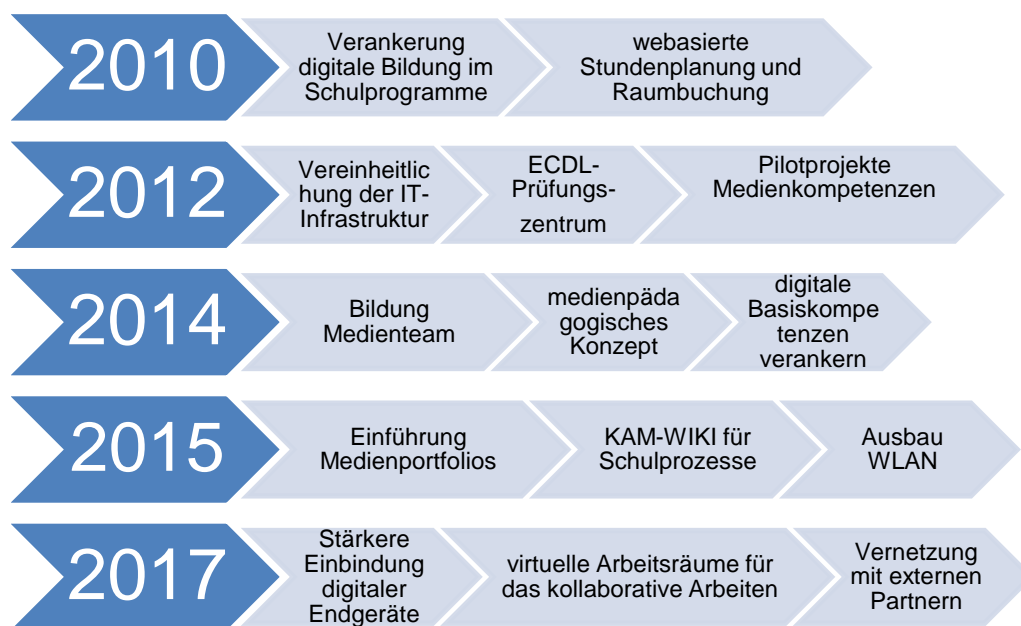 2010
Verankerung
digitale Bildung im
Schulprogramme
webasierte
Stundenplanung und
Raumbuchung
2012
Vereinheitlic
hung der IT-
Infrastruktur
ECDL-
Prüfungs-
zentrum
Pilotprojekte
Medienkompetenzen
2014
Bildung
Medienteam
medienpäda
gogisches
Konzept
digitale
Basiskompe
tenzen
verankern
2015
Einführung
Medienportfolios
KAM-WIKI für
Schulprozesse
Ausbau
WLAN
2017
Stärkere
Einbindung
digitaler
Endgeräte
virtuelle Arbeitsräume für
das kollaborative Arbeiten
Vernetzung
mit externen
Partnern